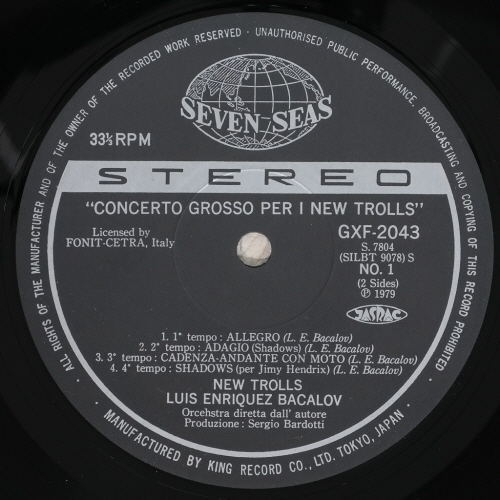 ALL RIGHTS OF THE MANUFACTURER AND OF THE OWNER OF THE RECORDED WORK RESERVED · UNAUTHORISED PUBLIC PERFORMANCE, BROADCASTING AND COPYING OF THIS RECORD PROHIBITED ·
SEVEN SEAS
33⅓ RPM
STEREO
"CONCERTO GROSSO PER I NEW TROLLS"
Licensed by
FONIT-CETRA, Italy
GXF-2043
S. 7804
(SILBT 9078) S
NO. 1
(2 Sides)
Ⓟ 1979
JASRAC
1. 1° tempo : ALLEGRO (L. E. Bacalov)
2. 2° tempo : ADAGIO (Shadows) (L. E. Bacalov)
3. 3° tempo : CADENZA-ANDANTE CON MOTO (L. E. Bacalov)
4. 4° tempo : SHADOWS (per Jimy Hendrix) (L. E. Bacalov)
NEW TROLLS
LUIS ENRIQUEZ BACALOV
Orcehstra diretta dall' autore
Produzione : Sergio Bardotti
· MANUFACTURED BY KING RECORD CO., LTD. TOKYO, JAPAN ·